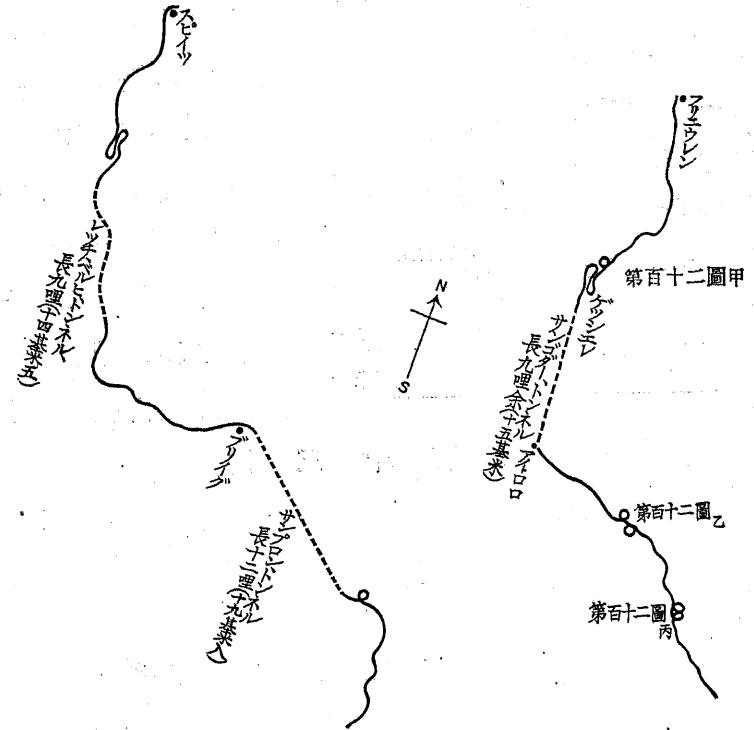 スピイツ
レッチベルヒ、トンネル
長九哩(十四基米五)
ブリイグ
サンプロン、トンネル
長十二哩(十九基米八)
N
S
フリユウレン
第百十二圖甲
ゲッシエレ
サンゴダー、トンネル
長九哩余(十五基米)
アイロロ
第百十二圖乙
第百十二圖丙